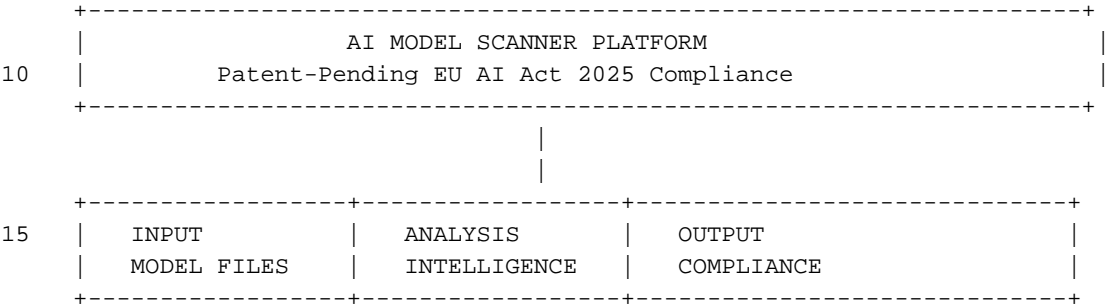 AI MODEL SCANNER PLATFORM
10 Patent-Pending EU AI Act 2025 Compliance
15 INPUT ANALYSIS OUTPUT
MODEL FILES INTELLIGENCE COMPLIANCE